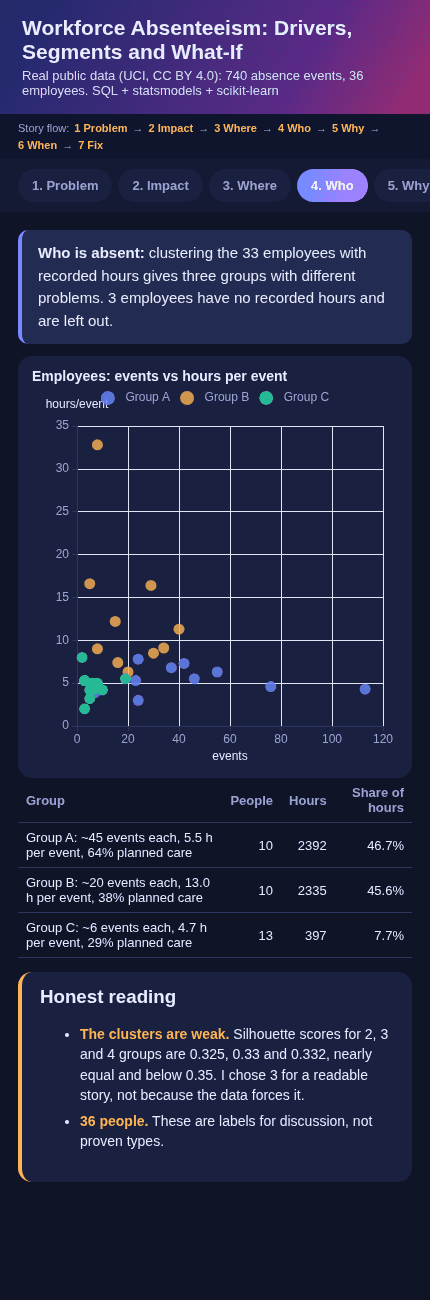 Workforce Absenteeism: Drivers,
Segments and What-If
Real public data (UCI, CC BY 4.0): 740 absence events, 36
employees. SQL + statsmodels + scikit-learn
Story flow: 1 Problem → 2 Impact → 3 Where → 4 Who → 5 Why →
6 When → 7 Fix
1. Problem 2. Impact 3. Where 4. Who 5. Why
Who is absent: clustering the 33 employees with
recorded hours gives three groups with different
problems. 3 employees have no recorded hours and
are left out.
Employees: events vs hours per event
hours/event Group A Group B Group C
35
30
25
20
15
10
5
0
0 20 40 60 80 100 120
events
Group People Hours Share of
hours
Group A: ~45 events each, 5.5 h
per event, 64% planned care 10 2392 46.7%
Group B: ~20 events each, 13.0
h per event, 38% planned care 10 2335 45.6%
Group C: ~6 events each, 4.7 h
per event, 29% planned care 13 397 7.7%
Honest reading
• The clusters are weak. Silhouette scores for 2, 3
and 4 groups are 0.325, 0.33 and 0.332, nearly
equal and below 0.35. I chose 3 for a readable
story, not because the data forces it.
• 36 people. These are labels for discussion, not
proven types.